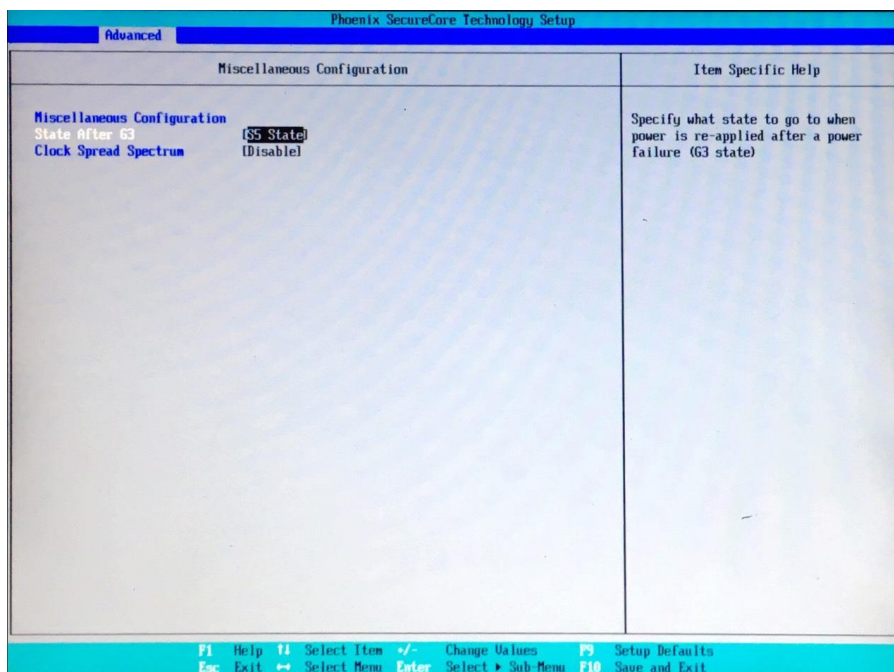 Phoenix SecureCore Technology Setup
Advanced
Miscellaneous Configuration
Item Specific Help
Miscellaneous Configuration
State After G3 [S5 State]
Clock Spread Spectrum [Disable]
Specify what state to go to when
power is re-applied after a power
failure (G3 state)
F1 Help ↑↓ Select Item +/- Change Values F9 Setup Defaults
Esc Exit ↔ Select Menu Enter Select ▶ Sub-Menu F10 Save and Exit